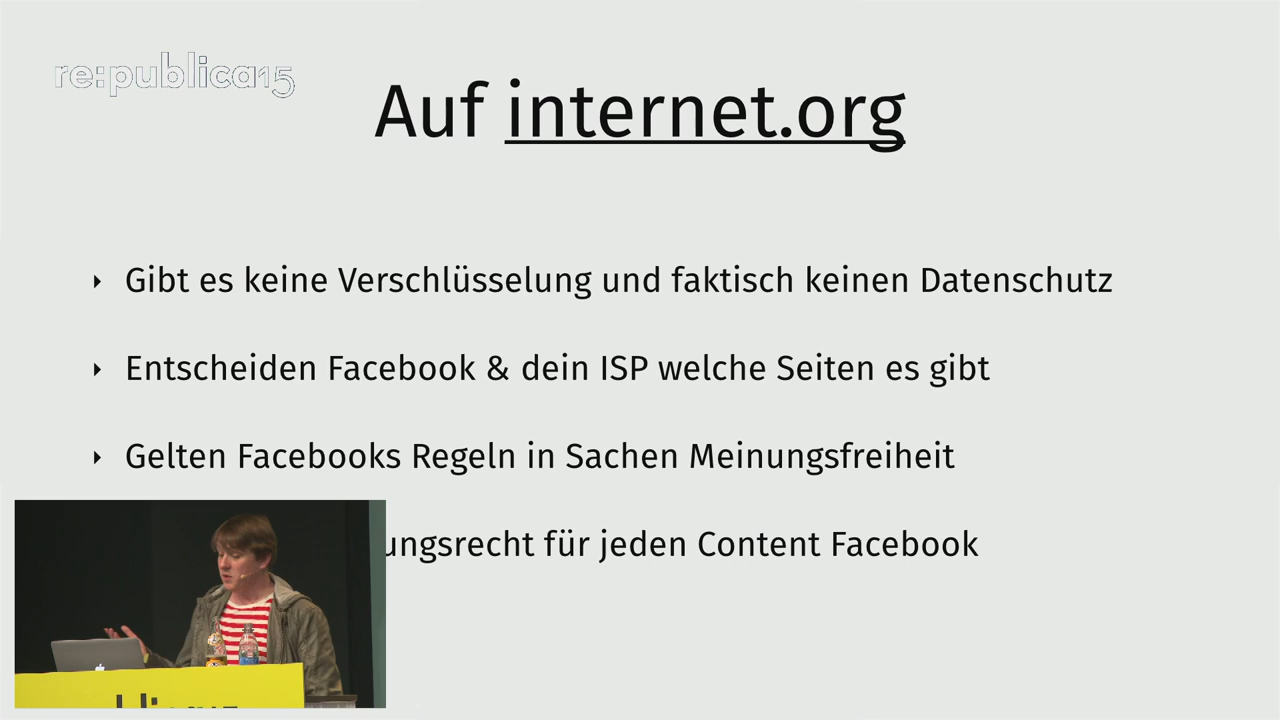 re:publica15
Auf internet.org
Gibt es keine Verschlüsselung und faktisch keinen Datenschutz
Entscheiden Facebook & dein ISP welche Seiten es gibt
Gelten Facebooks Regeln in Sachen Meinungsfreiheit
ungsrecht für jeden Content Facebook